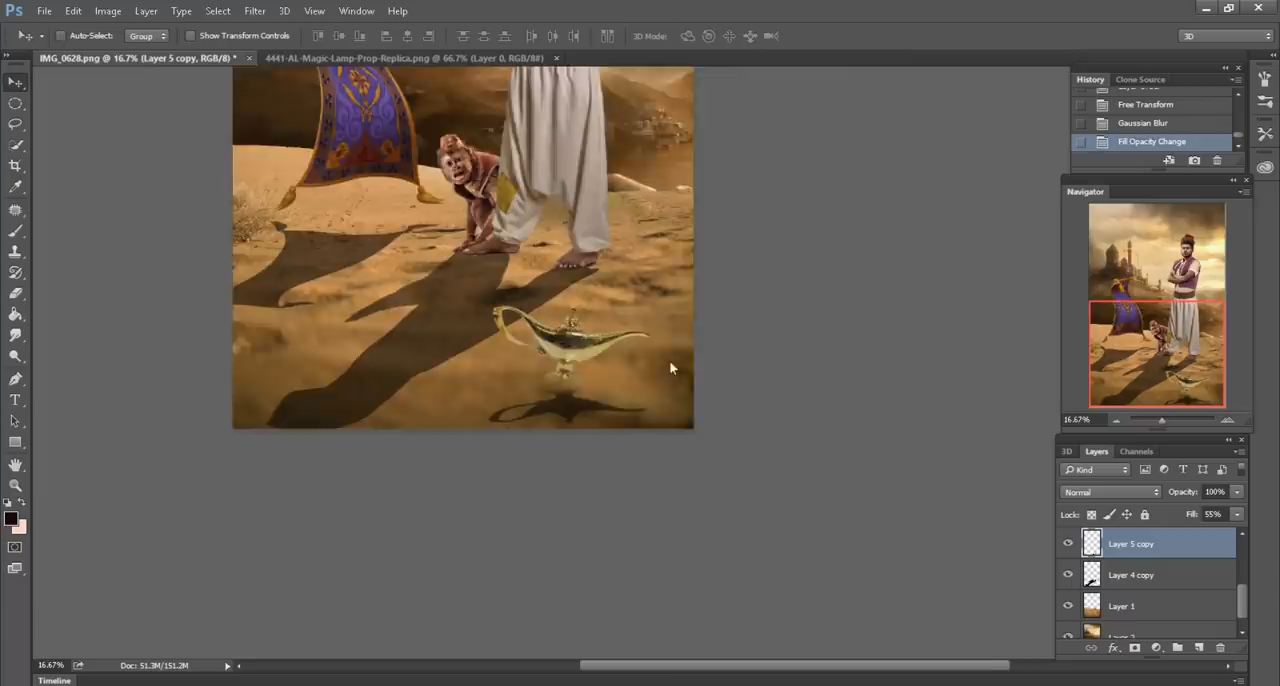 Ps File Edit Image Layer Type Select Filter 3D View Window Help
Auto-Select: Group Show Transform Controls 3D Mode: 3D
IMG_0628.png @ 16.7% (Layer 5 copy, RGB/8) * × 4441-AL-Magic-Lamp-Prop-Replica.png @ 66.7% (Layer 0, RGB/8#) ×
History Clone Source
Free Transform
Gaussian Blur
Fill Opacity Change
Navigator
16.67%
3D Layers Channels
Kind
Normal Opacity: 100%
Lock: Fill: 55%
Layer 5 copy
Layer 4 copy
Layer 1
16.67% Doc: 51.3M/151.2M
Timeline